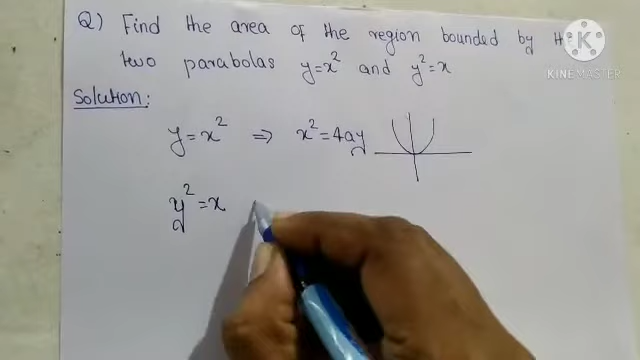 Q) Find the area of the region bounded by
two parabolas y=x² and y²=x
Solution:
y=x² ⇒ x²=4ay
y²=x
KINEMASTER